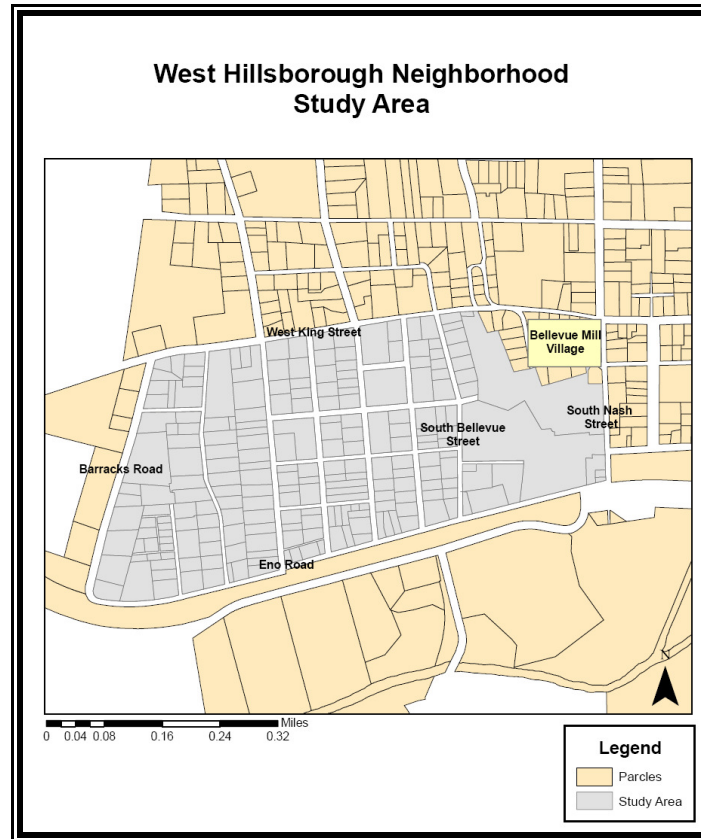 West Hillsborough Neighborhood
Study Area
West King Street
Bellevue Mill
Village
South Nash
Street
South Bellevue
Street
Barracks Road
Eno Road
N
Miles
0 0.04 0.08 0.16 0.24 0.32
Legend
Parcles
Study Area